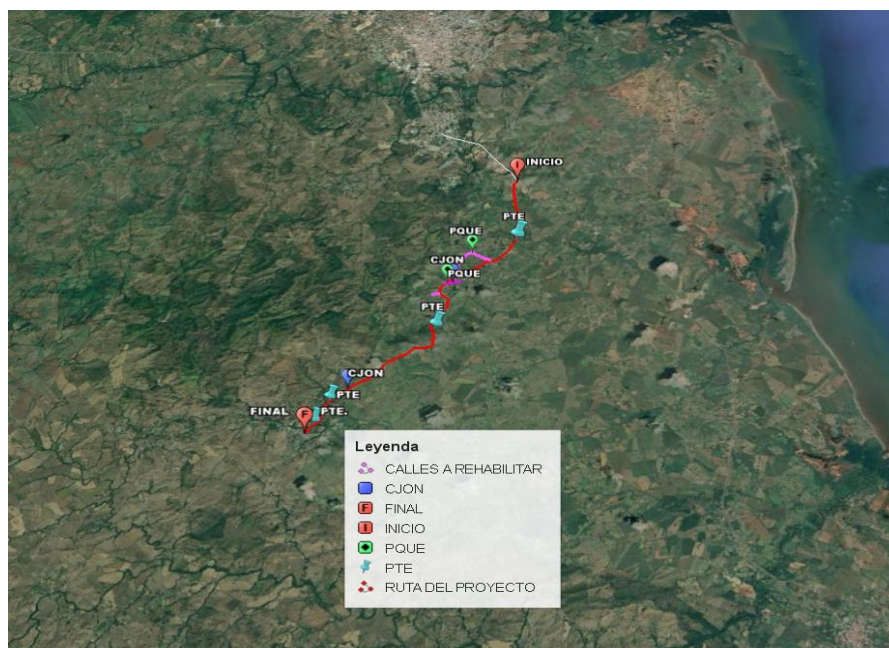 INICIO
PTE
PQUE
CJON
PQUE
PTE
CJON
PTE
FINAL
PTE.
Leyenda
CALLES A REHABILITAR
CJON
FINAL
INICIO
PQUE
PTE
RUTA DEL PROYECTO
I
F
F
I